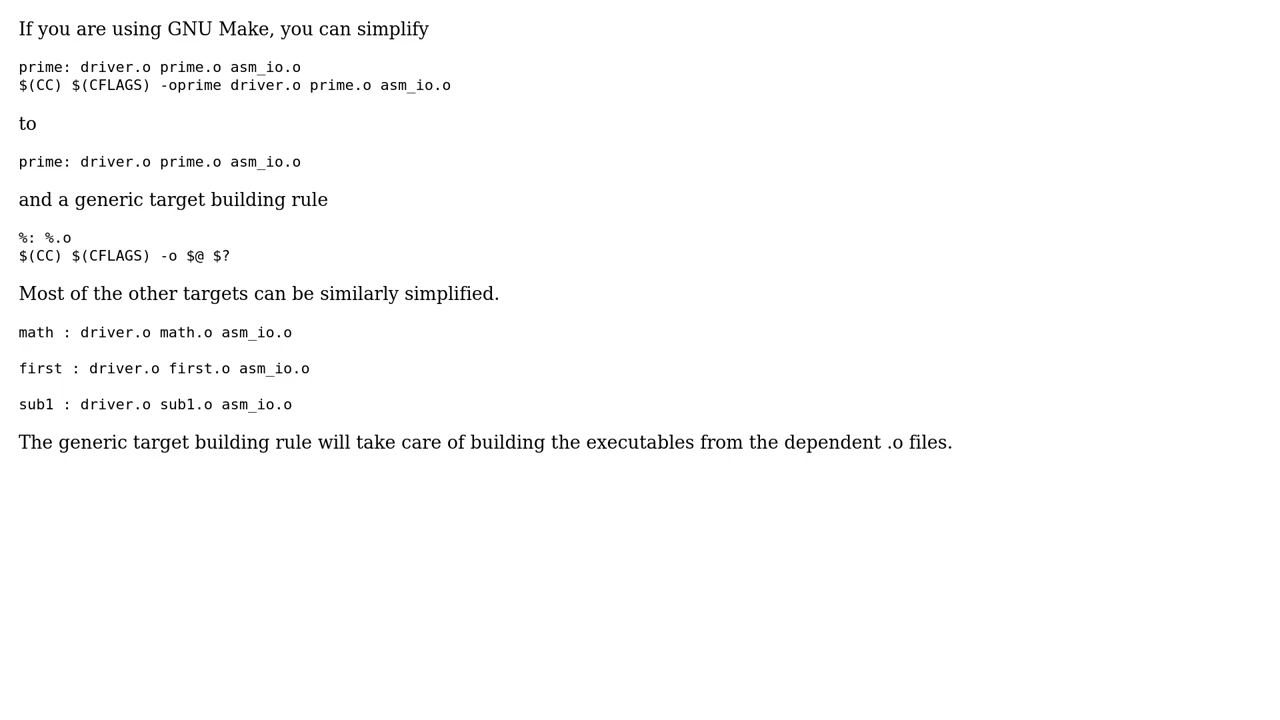 If you are using GNU Make, you can simplify
prime: driver.o prime.o asm_io.o
$(CC) $(CFLAGS) -oprime driver.o prime.o asm_io.o
to
prime: driver.o prime.o asm_io.o
and a generic target building rule
%: %.o
$(CC) $(CFLAGS) -o $@ $?
Most of the other targets can be similarly simplified.
math : driver.o math.o asm_io.o
first : driver.o first.o asm_io.o
sub1 : driver.o sub1.o asm_io.o
The generic target building rule will take care of building the executables from the dependent .o files.